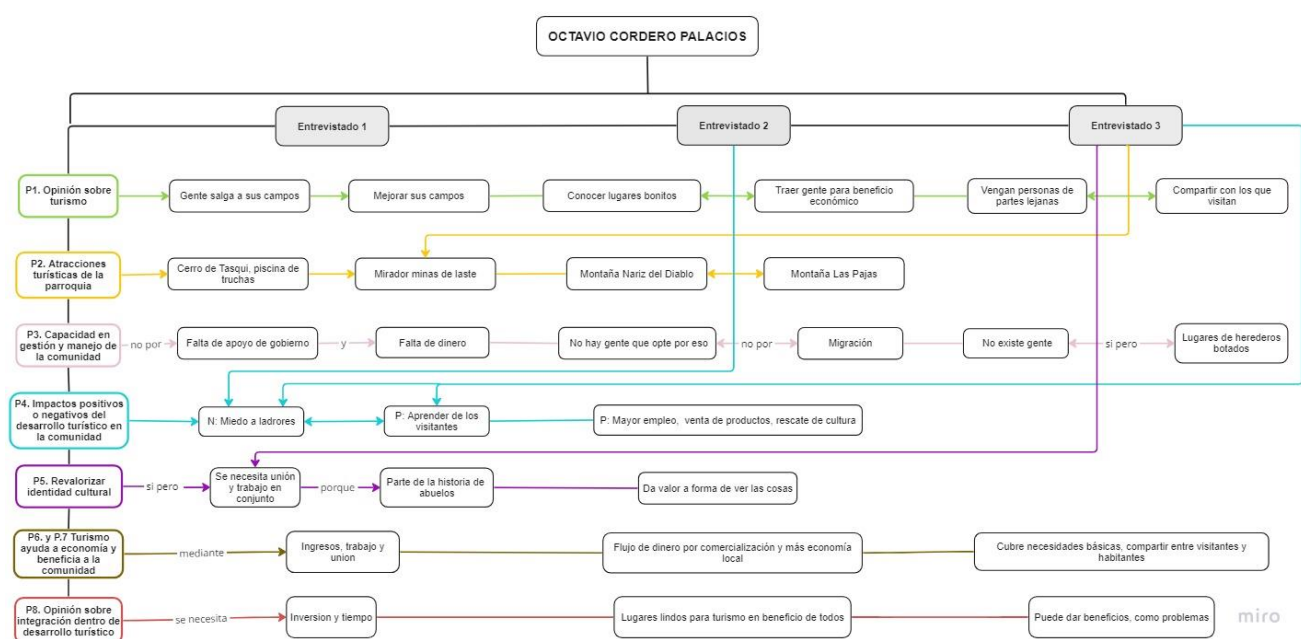 OCTAVIO CORDERO PALACIOS
Entrevistado 1
Entrevistado 2
Entrevistado 3
P1. Opinión sobre
turismo
Gente salga a sus campos
Mejorar sus campos
Conocer lugares bonitos
Traer gente para beneficio
económico
Vengan personas de
partes lejanas
Compartir con los que
visitan
P2. Atracciones
turísticas de la
parroquia
Cerro de Tasqui, piscina de
truchas
Mirador minas de laste
Montaña Nariz del Diablo
Montaña Las Pajas
P3. Capacidad en
gestión y manejo de
la comunidad
no por
Falta de apoyo de gobierno
y
Falta de dinero
No hay gente que opte por eso
no por
Migración
No existe gente
si pero
Lugares de herederos
botados
P4. Impactos positivos
o negativos del
desarrollo turístico en
la comunidad
N: Miedo a ladrores
P: Aprender de los
visitantes
P: Mayor empleo, venta de productos, rescate de cultura
P5. Revalorizar
identidad cultural
si pero
Se necesita unión
y trabajo en
conjunto
porque
Parte de la historia de
abuelos
Da valor a forma de ver las cosas
P6. y P.7 Turismo
ayuda a economía y
beneficia a la
comunidad
mediante
Ingresos, trabajo y
union
Flujo de dinero por comercialización y más economía
local
Cubre necesidades básicas, compartir entre visitantes y
habitantes
P8. Opinión sobre
integración dentro de
desarrollo turístico
se necesita
Inversion y tiempo
Lugares lindos para turismo en beneficio de todos
Puede dar beneficios, como problemas
miro